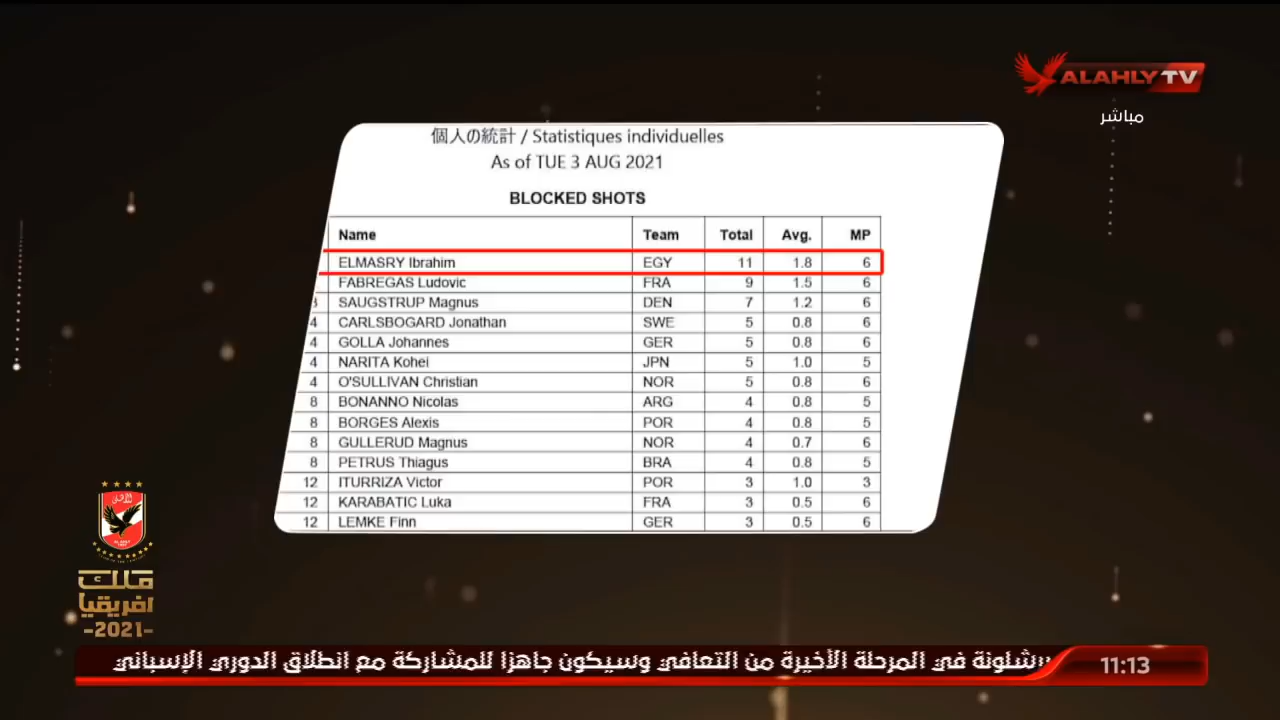 ALAHLY TV
مباشر
個人の統計 / Statistiques individuelles
As of TUE 3 AUG 2021
BLOCKED SHOTS
Name Team Total Avg. MP
ELMASRY Ibrahim EGY 11 1.8 6
FABREGAS Ludovic FRA 9 1.5 6
3 SAUGSTRUP Magnus DEN 7 1.2 6
4 CARLSBOGARD Jonathan SWE 5 0.8 6
4 GOLLA Johannes GER 5 0.8 6
4 NARITA Kohei JPN 5 1.0 5
4 O'SULLIVAN Christian NOR 5 0.8 6
8 BONANNO Nicolas ARG 4 0.8 5
8 BORGES Alexis POR 4 0.8 5
8 GULLERUD Magnus NOR 4 0.7 6
8 PETRUS Thiagus BRA 4 0.8 5
12 ITURRIZA Victor POR 3 1.0 3
12 KARABATIC Luka FRA 3 0.5 6
12 LEMKE Finn GER 3 0.5 6
ملك
افريقيا
-2021-
برشلونة في المرحلة الأخيرة من التعافي وسيكون جاهزا للمشاركة مع انطلاق الدوري الإسباني
11:13